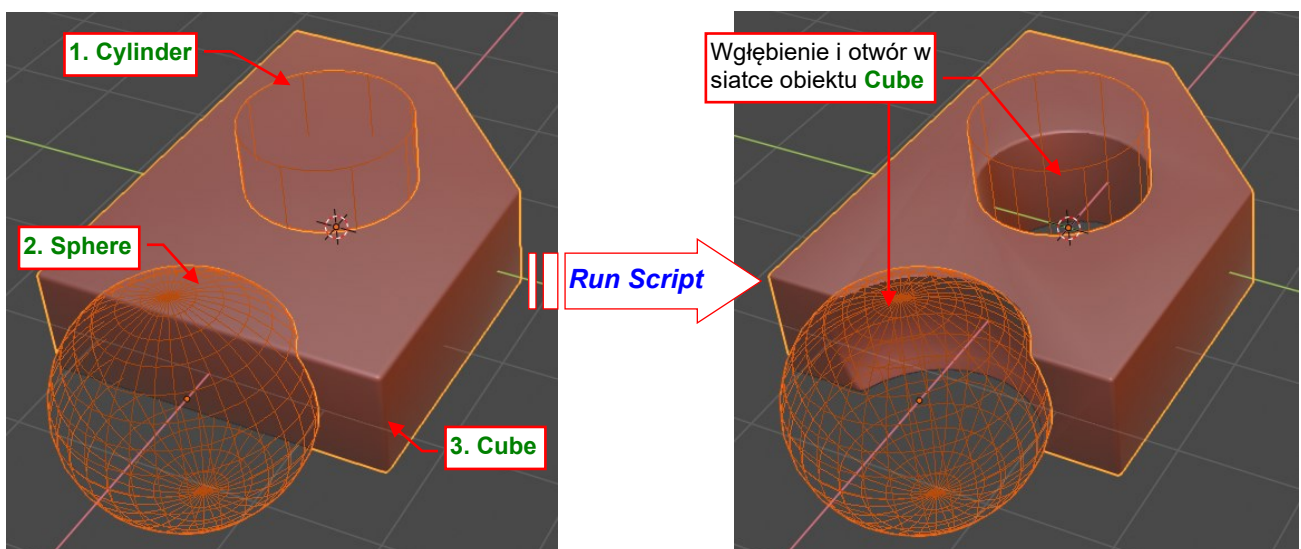 1. Cylinder
2. Sphere
3. Cube
Run Script
Wgłębienie i otwór w
siatce obiektu Cube